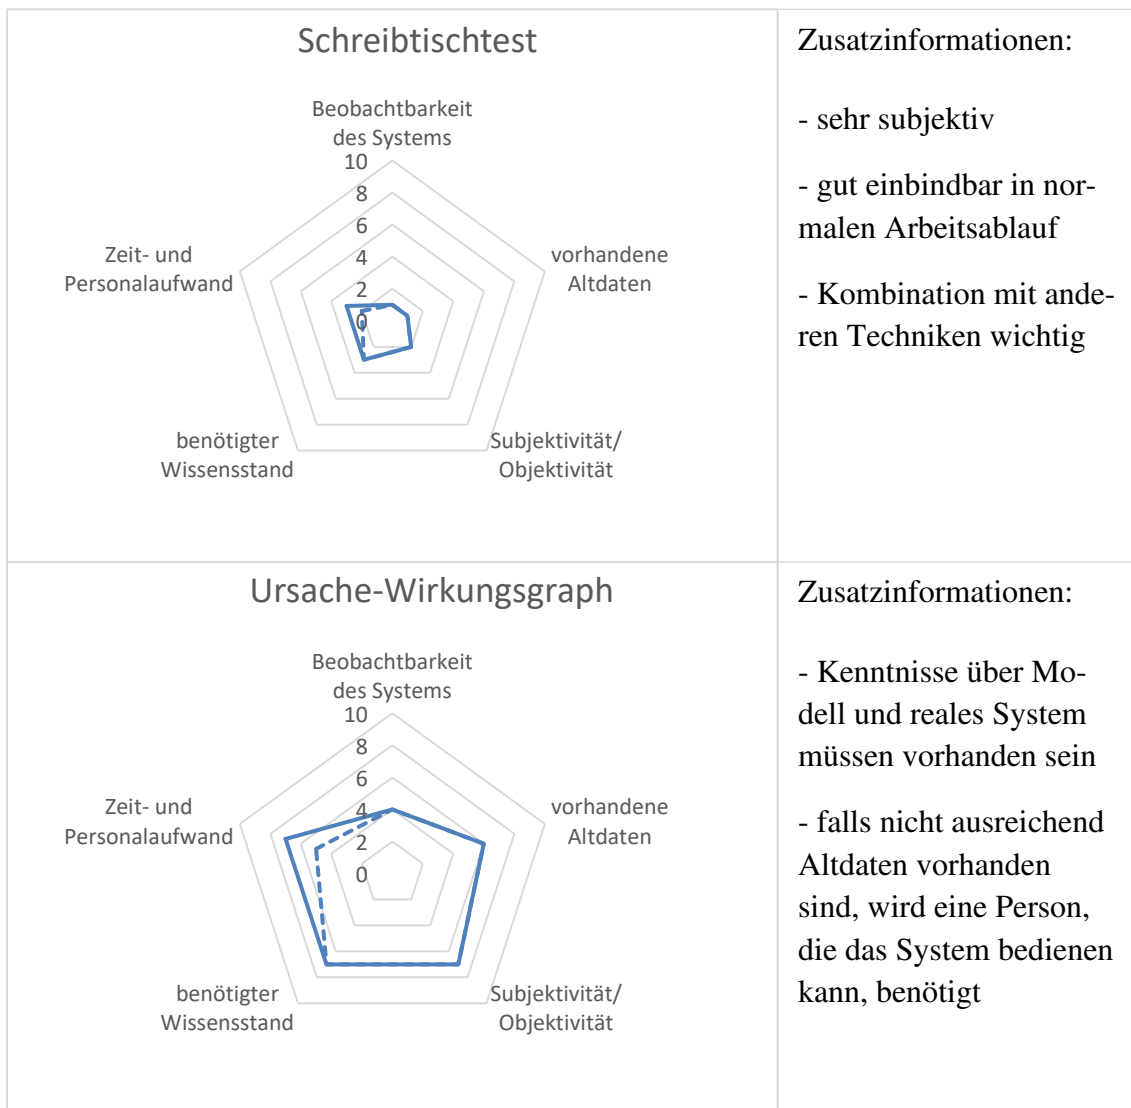 Schreibtischtest
Beobachtbarkeit
des Systems
10
8
6
4
2
0
Zeit- und
Personalaufwand
vorhandene
Altdaten
benötigter
Wissensstand
Subjektivität/
Objektivität
Zusatzinformationen:
- sehr subjektiv
- gut einbindbar in nor-
malen Arbeitsablauf
- Kombination mit ande-
ren Techniken wichtig
Ursache-Wirkungsgraph
Beobachtbarkeit
des Systems
10
8
6
4
2
0
Zeit- und
Personalaufwand
vorhandene
Altdaten
benötigter
Wissensstand
Subjektivität/
Objektivität
Zusatzinformationen:
- Kenntnisse über Mo-
dell und reales System
müssen vorhanden sein
- falls nicht ausreichend
Altdaten vorhanden
sind, wird eine Person,
die das System bedienen
kann, benötigt